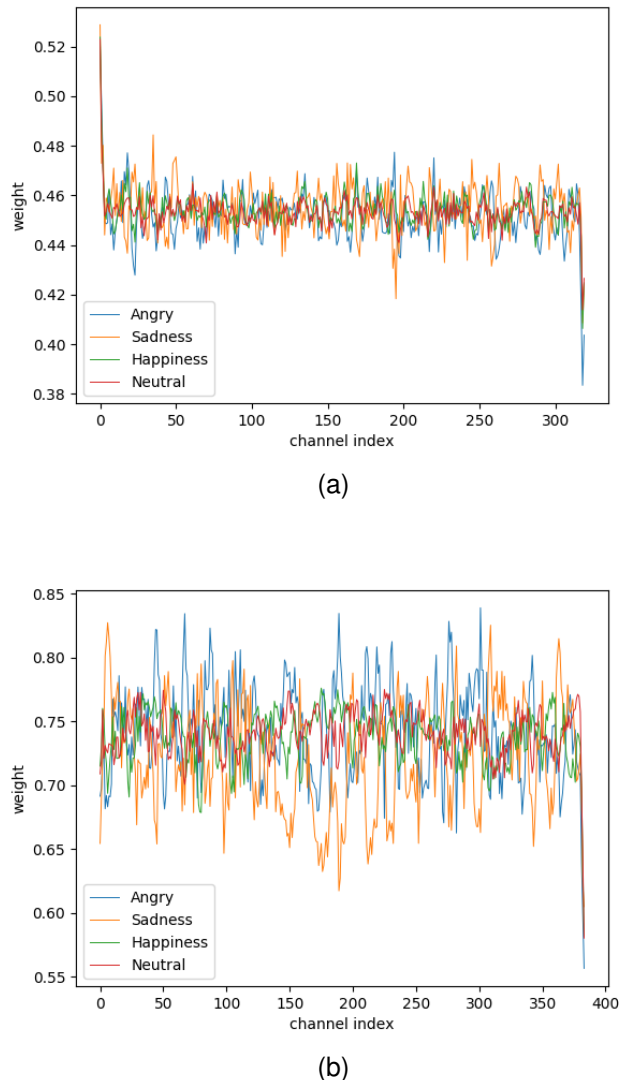 0.52
0.50
0.48
0.46
0.44
0.42
0.40
0.38
weight
Angry
Sadness
Happiness
Neutral
0 50 100 150 200 250 300
channel index
(a)
0.85
0.80
0.75
0.70
0.65
0.60
0.55
weight
Angry
Sadness
Happiness
Neutral
0 50 100 150 200 250 300 350 400
channel index
(b)